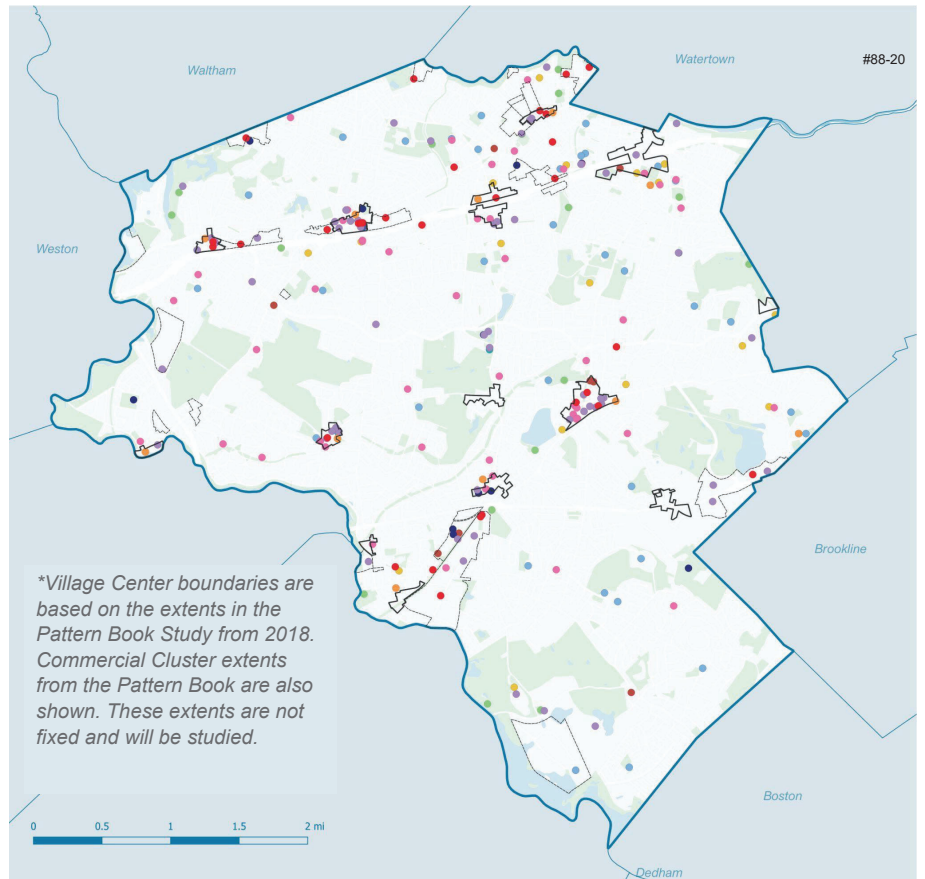 Waltham
Watertown
#88-20
Weston
Brookline
*Village Center boundaries are
based on the extents in the
Pattern Book Study from 2018.
Commercial Cluster extents
from the Pattern Book are also
shown. These extents are not
fixed and will be studied.
Boston
0 0.5 1 1.5 2 mi
Dedham